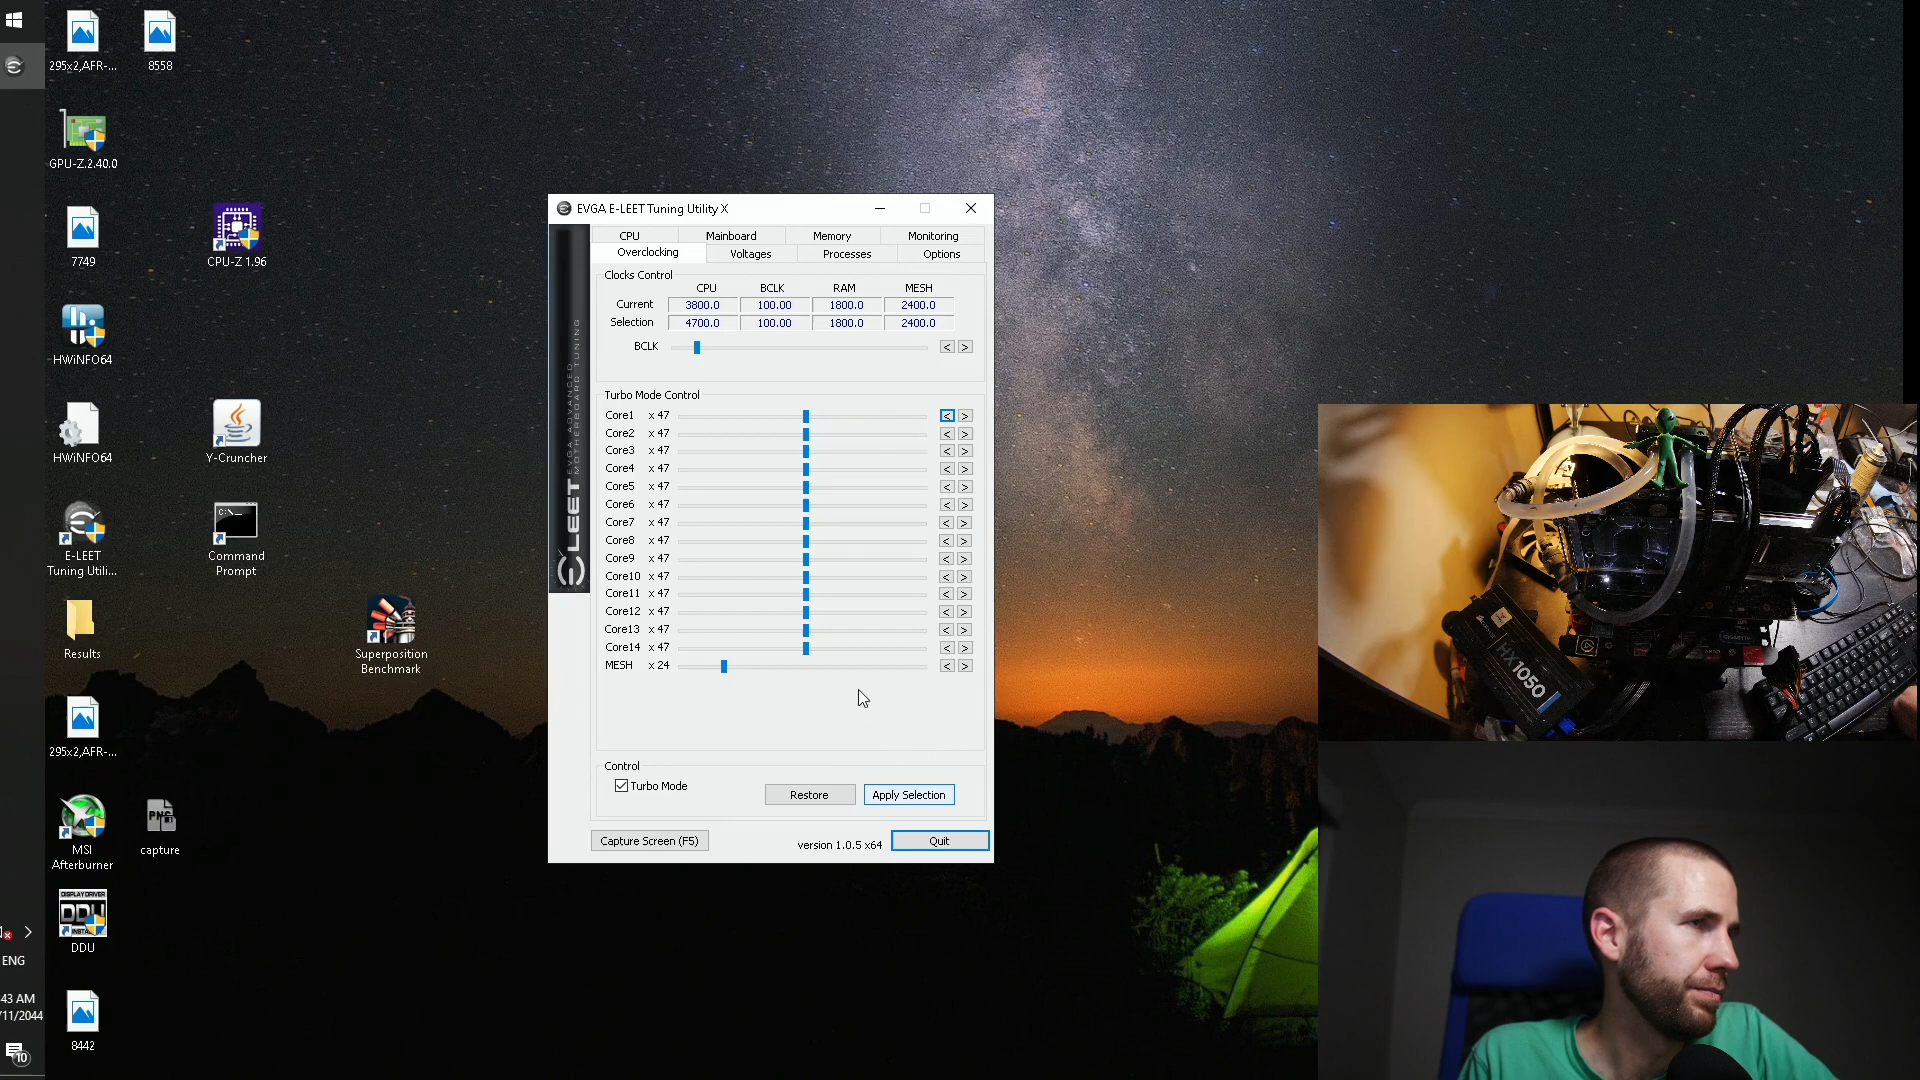 295x2,AFR-...
8558
GPU-Z.2.40.0
7749
CPU-Z 1.96
HWiNFO64
HWiNFO64
Y-Cruncher
E-LEET
Tuning Utili...
Command
Prompt
Results
Superposition
Benchmark
295x2,AFR-...
MSI
Afterburner
capture
PNG
DISPLAY DRIVER
DDU
DDU
8442
ENG
43 AM
/11/2044
10
EVGA E-LEET Tuning Utility X
CPU Mainboard Memory Monitoring
Overclocking Voltages Processes Options
Clocks Control
CPU BCLK RAM MESH
Current 3800.0 100.00 1800.0 2400.0
Selection 4700.0 100.00 1800.0 2400.0
BCLK < >
Turbo Mode Control
Core1 x 47 < >
Core2 x 47 < >
Core3 x 47 < >
Core4 x 47 < >
Core5 x 47 < >
Core6 x 47 < >
Core7 x 47 < >
Core8 x 47 < >
Core9 x 47 < >
Core10 x 47 < >
Core11 x 47 < >
Core12 x 47 < >
Core13 x 47 < >
Core14 x 47 < >
MESH x 24 < >
Control
Turbo Mode
Restore Apply Selection
Capture Screen (F5) version 1.0.5 x64 Quit
LEET EVGA ADVANCED
MOTHERBOARD TUNING
HX1050